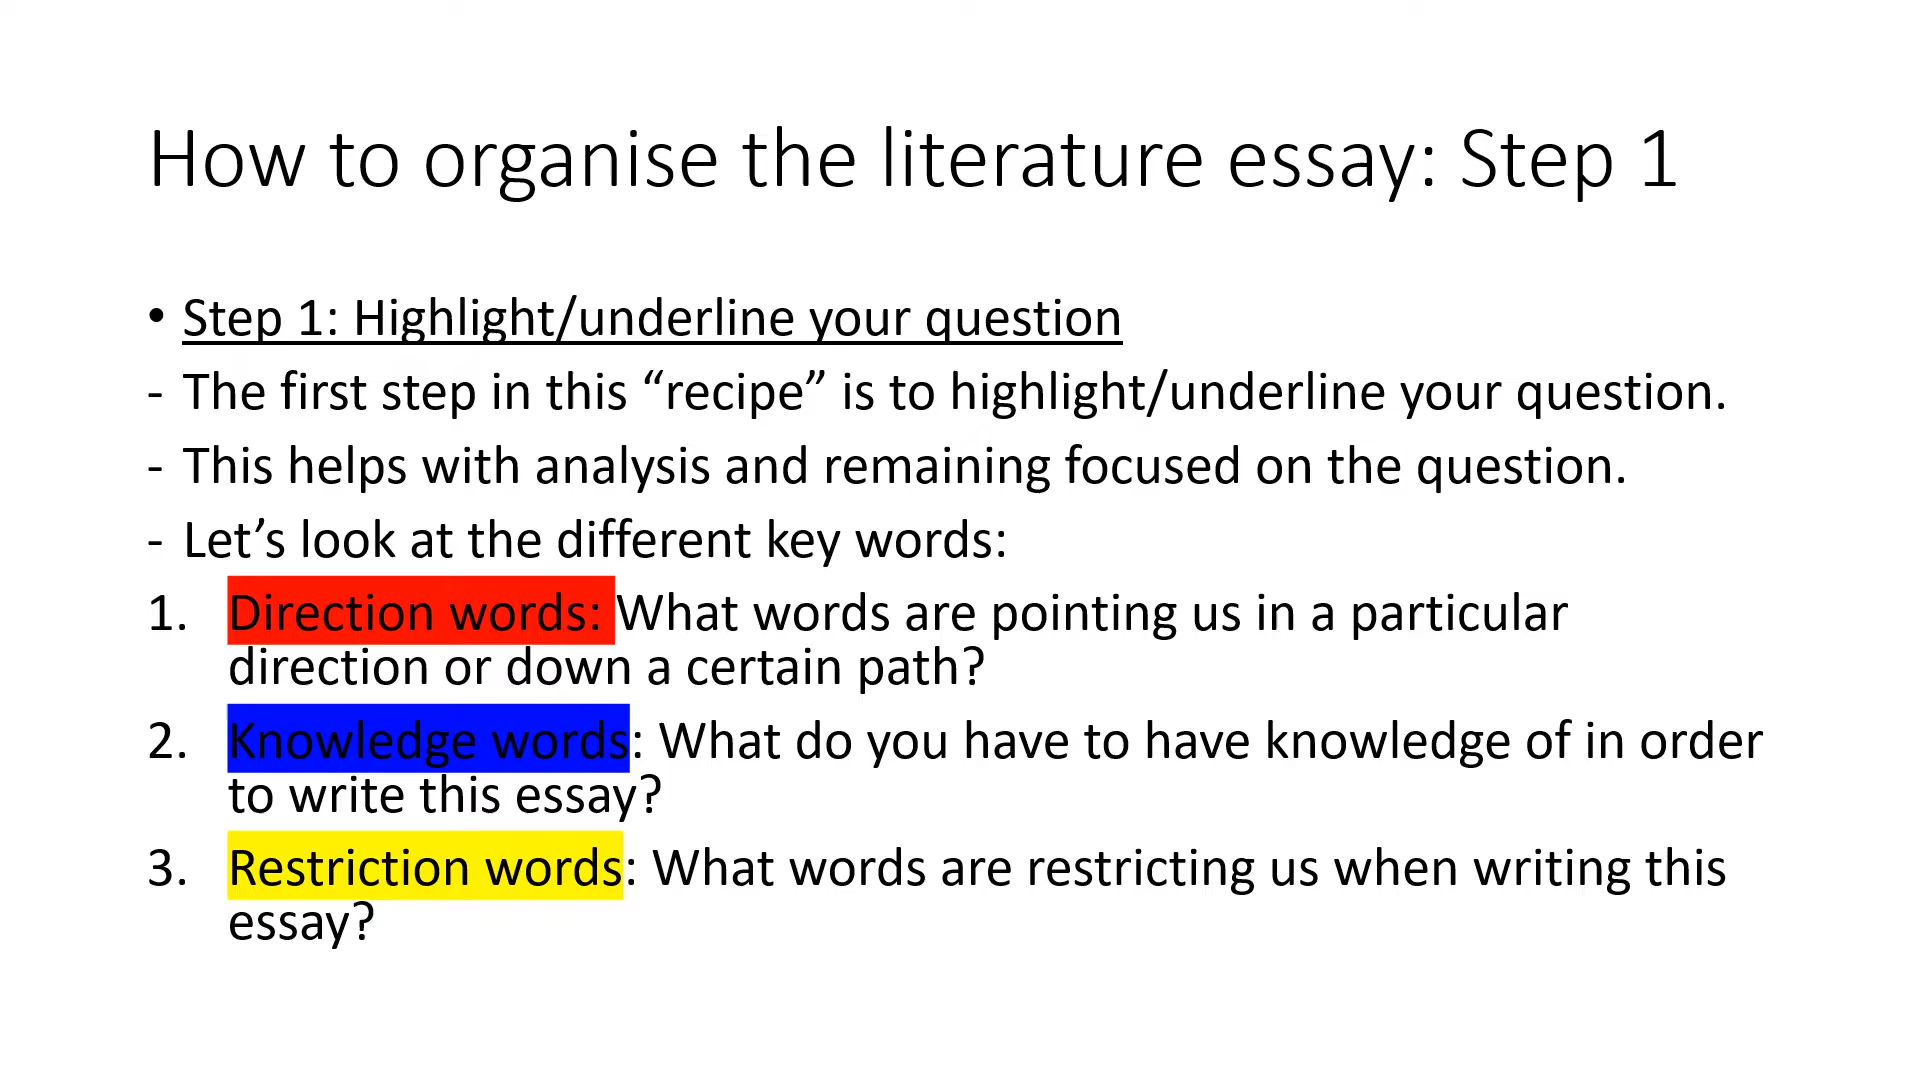 How to organise the literature essay: Step 1
• Step 1: Highlight/underline your question
- The first step in this “recipe” is to highlight/underline your question.
- This helps with analysis and remaining focused on the question.
- Let’s look at the different key words:
1. Direction words: What words are pointing us in a particular
direction or down a certain path?
2. Knowledge words: What do you have to have knowledge of in order
to write this essay?
3. Restriction words: What words are restricting us when writing this
essay?